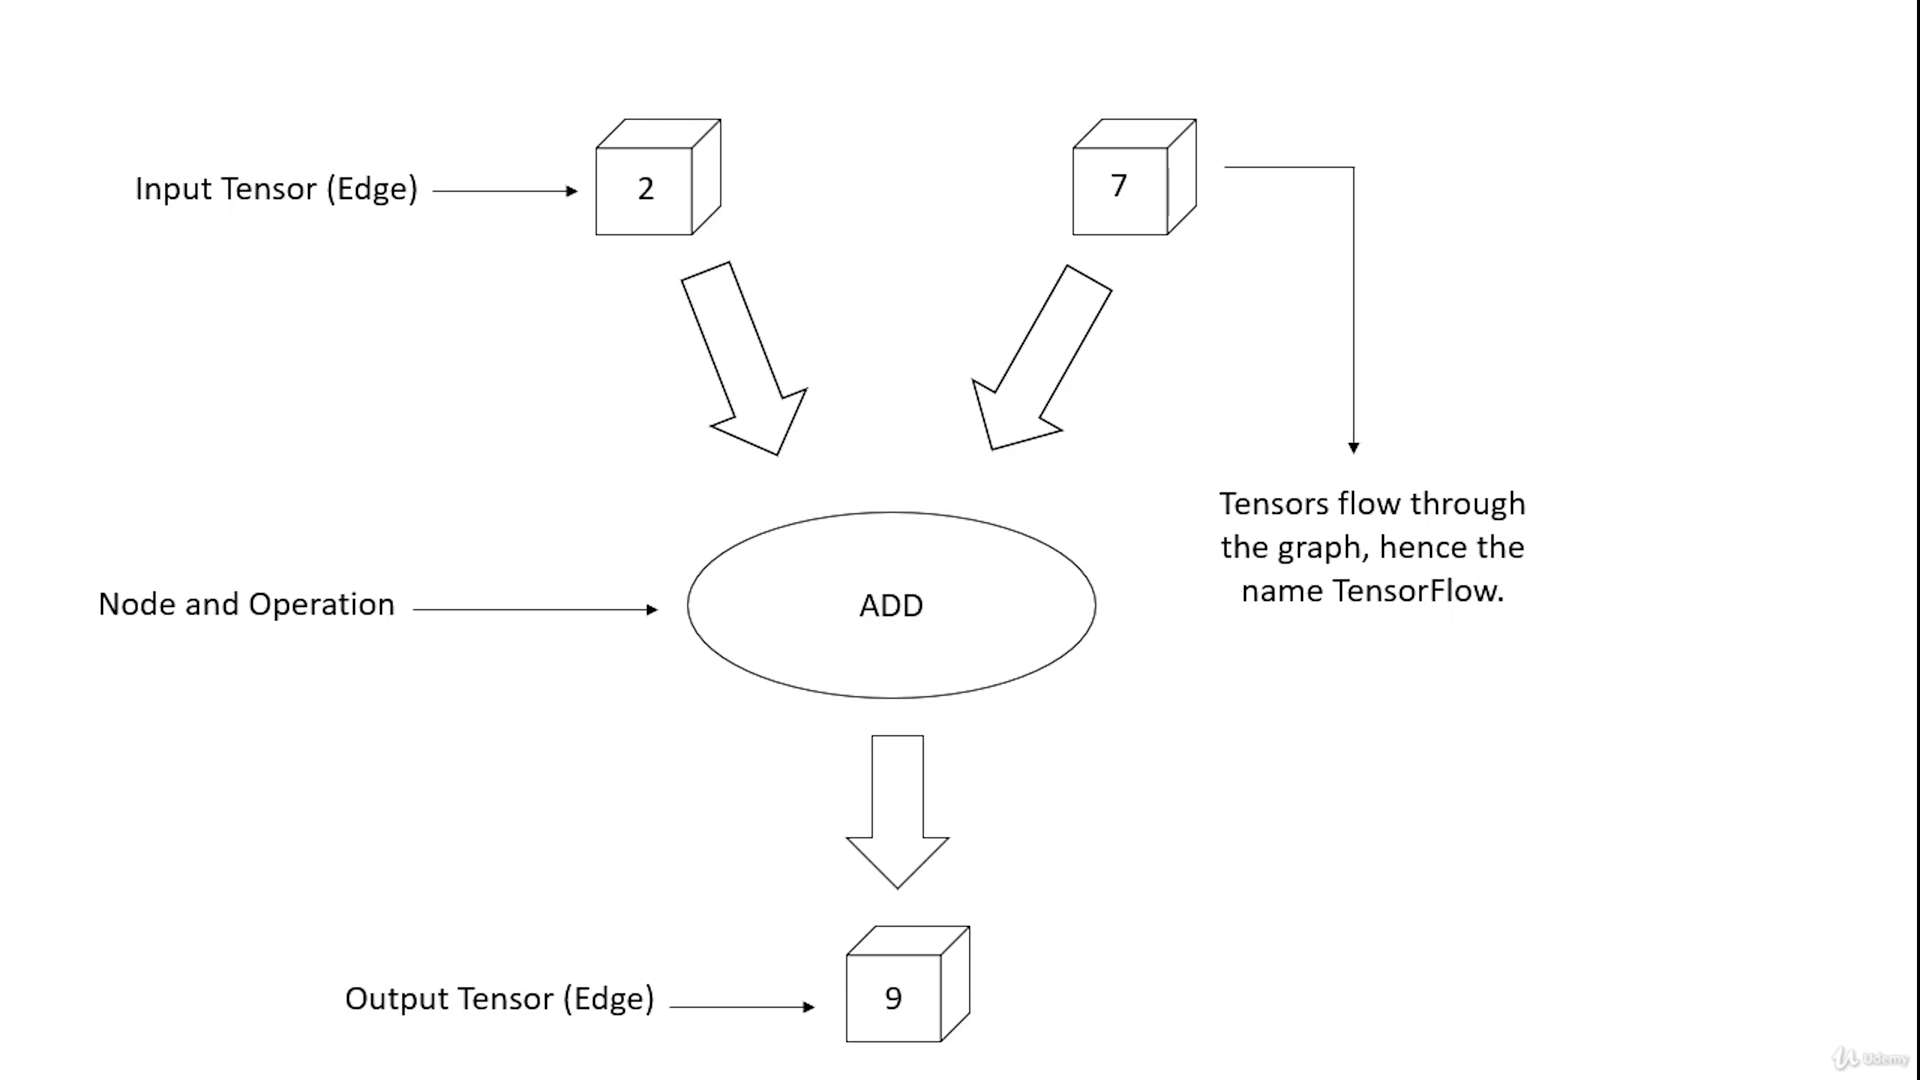 Input Tensor (Edge)
2
7
Tensors flow through
the graph, hence the
name TensorFlow.
Node and Operation
ADD
Output Tensor (Edge)
9
Udemy